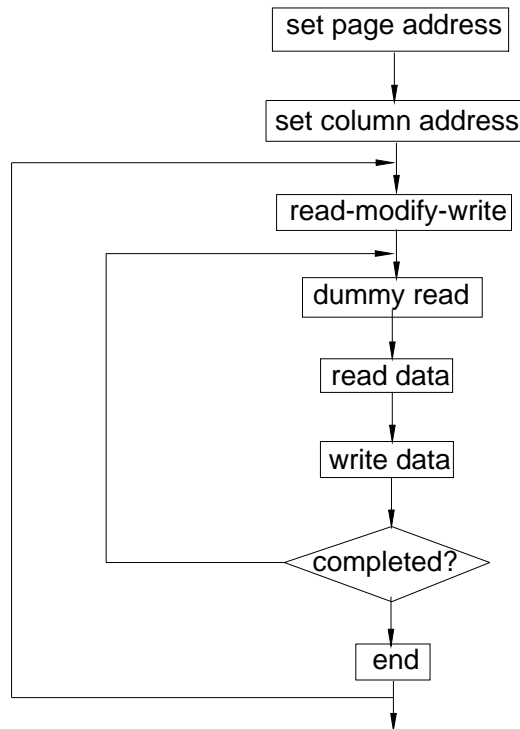 set page address
set column address
read-modify-write
dummy read
read data
write data
completed?
end